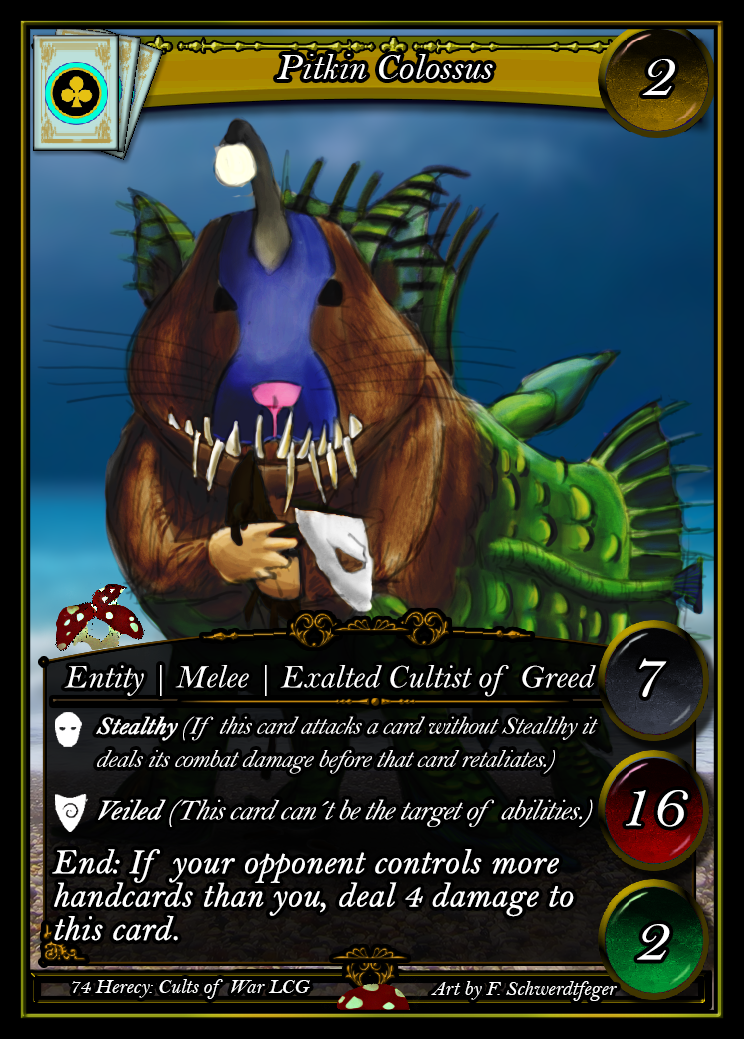 Pitkin Colossus
2
Entity | Melee | Exalted Cultist of Greed
7
Stealthy (If this card attacks a card without Stealthy it
deals its combat damage before that card retaliates.)
Veiled (This card can´t be the target of abilities.)
16
End: If your opponent controls more
handcards than you, deal 4 damage to
this card.
2
74 Herecy: Cults of War LCG
Art by F. Schwerdtfeger